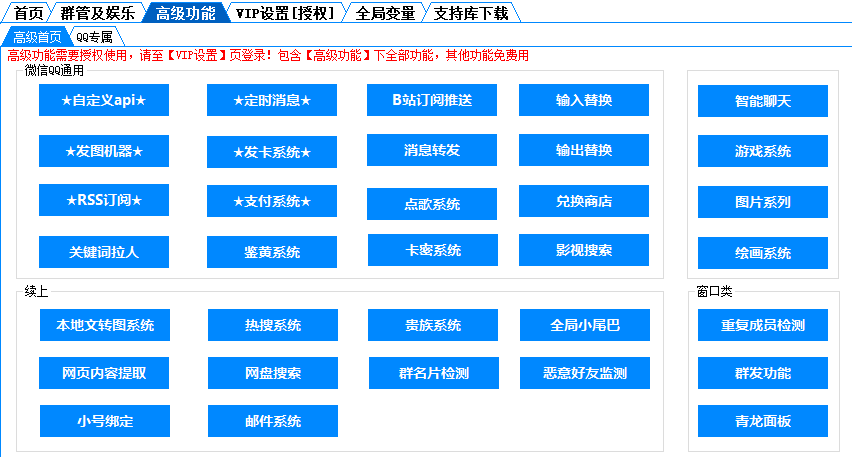 首页 群管及娱乐 高级功能 VIP设置[授权] 全局变量 支持库下载
高级首页 QQ专属
高级功能需要授权使用，请至【VIP设置】页登录！包含【高级功能】下全部功能，其他功能免费用
微信QQ通用
★自定义api★ ★定时消息★ B站订阅推送 输入替换 智能聊天
★发图机器★ ★发卡系统★ 消息转发 输出替换 游戏系统
★RSS订阅★ ★支付系统★ 点歌系统 兑换商店 图片系列
关键词拉人 鉴黄系统 卡密系统 影视搜索 绘画系统
续上 窗口类
本地文转图系统 热搜系统 贵族系统 全局小尾巴 重复成员检测
网页内容提取 网盘搜索 群名片检测 恶意好友监测 群发功能
小号绑定 邮件系统 青龙面板